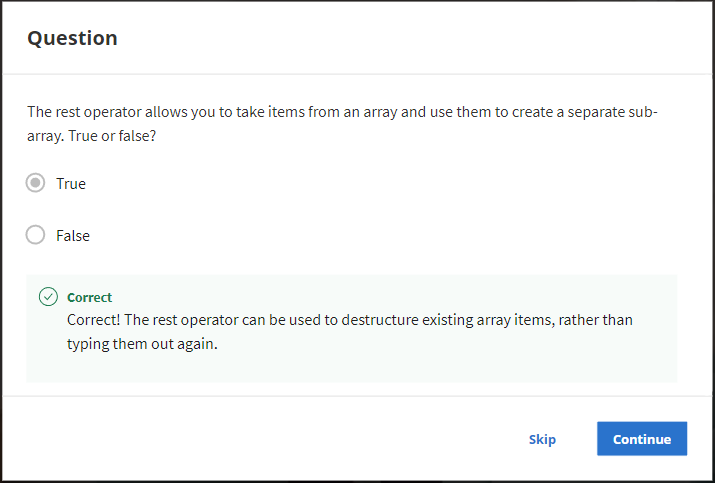 Question
The rest operator allows you to take items from an array and use them to create a separate sub-
array. True or false?
True
False
Correct
Correct! The rest operator can be used to destructure existing array items, rather than
typing them out again.
Skip
Continue